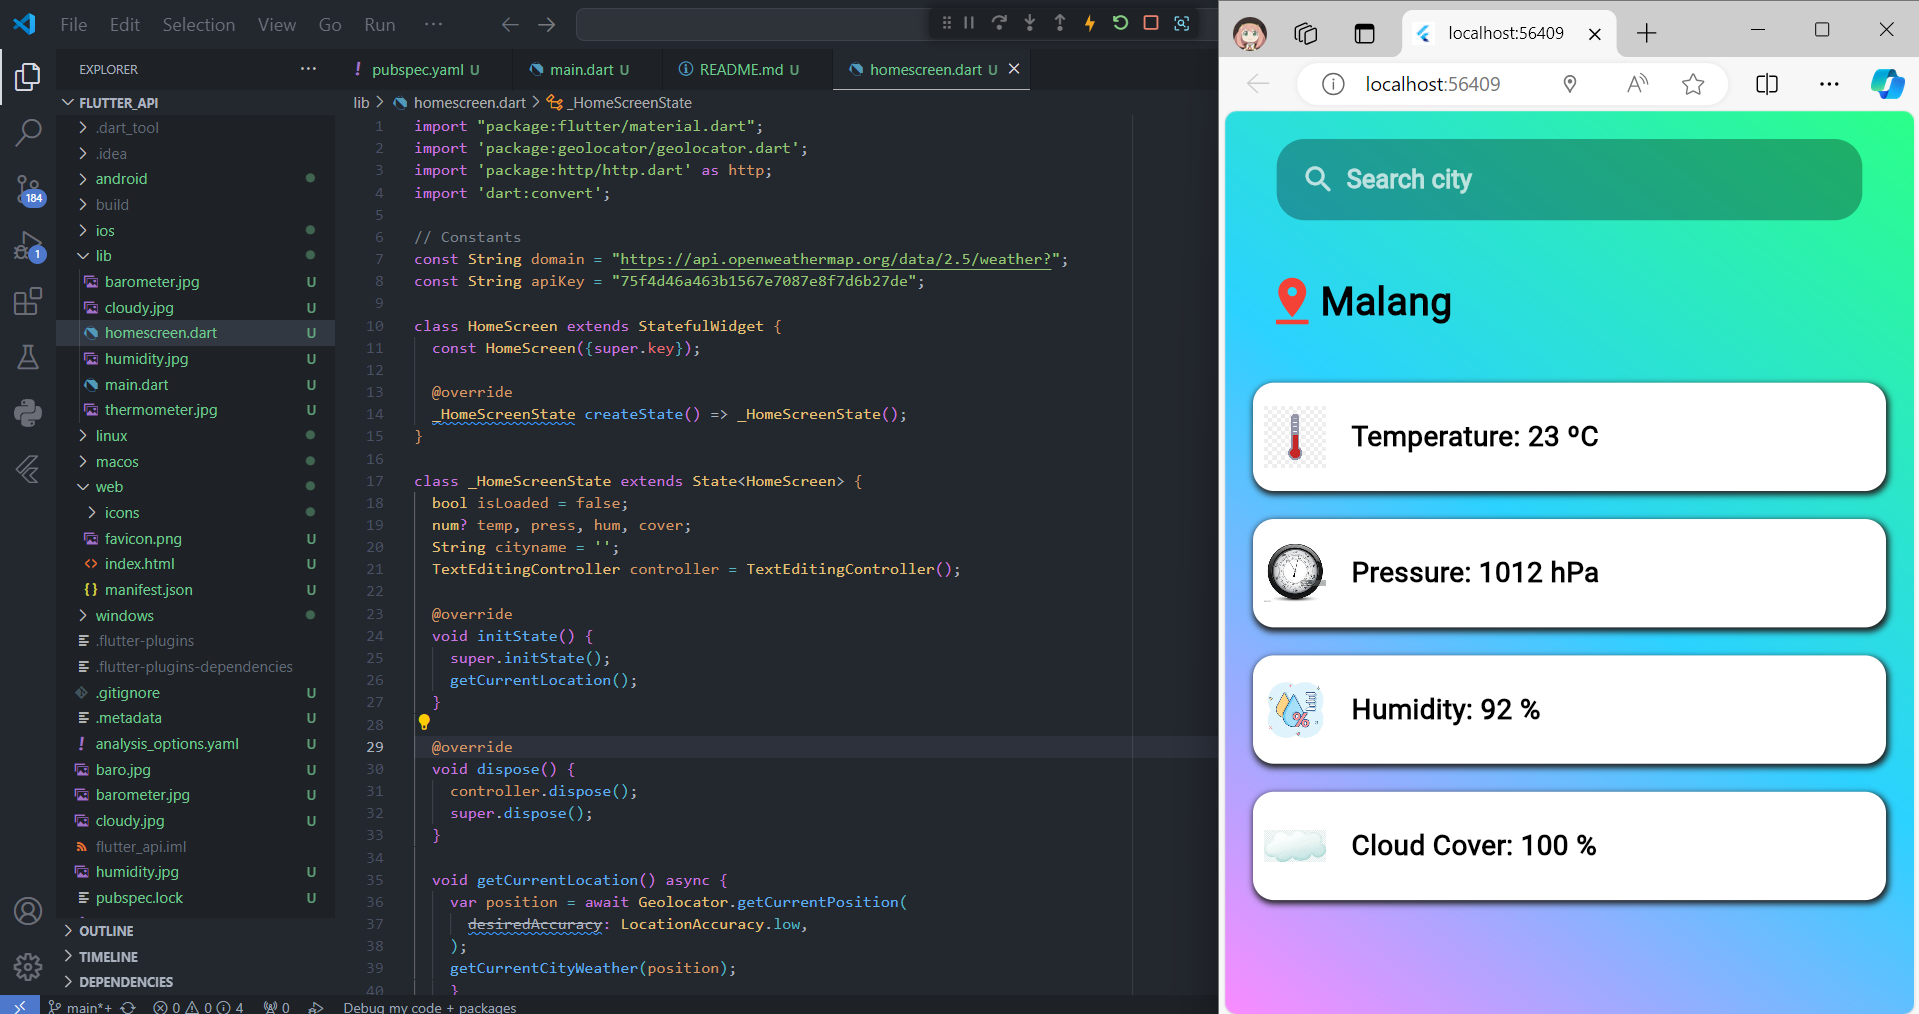 File Edit Selection View Go Run ···
EXPLORER ···
FLUTTER_API
.dart_tool
.idea
android
build
ios
lib
barometer.jpg U
cloudy.jpg U
homescreen.dart U
humidity.jpg U
main.dart U
thermometer.jpg U
linux
macos
web
icons
favicon.png U
index.html U
manifest.json U
windows
.flutter-plugins
.flutter-plugins-dependencies
.gitignore U
.metadata U
analysis_options.yaml U
baro.jpg U
barometer.jpg U
cloudy.jpg U
flutter_api.iml
humidity.jpg U
pubspec.lock U
OUTLINE
TIMELINE
DEPENDENCIES
184
1
pubspec.yaml U main.dart U README.md U homescreen.dart U
lib > homescreen.dart > _HomeScreenState
1 import "package:flutter/material.dart";
2 import 'package:geolocator/geolocator.dart';
3 import 'package:http/http.dart' as http;
4 import 'dart:convert';
5
6 // Constants
7 const String domain = "https://api.openweathermap.org/data/2.5/weather?";
8 const String apiKey = "75f4d46a463b1567e7087e8f7d6b27de";
9
10 class HomeScreen extends StatefulWidget {
11 const HomeScreen({super.key});
12
13 @override
14 _HomeScreenState createState() => _HomeScreenState();
15 }
16
17 class _HomeScreenState extends State<HomeScreen> {
18 bool isLoaded = false;
19 num? temp, press, hum, cover;
20 String cityname = '';
21 TextEditingController controller = TextEditingController();
22
23 @override
24 void initState() {
25 super.initState();
26 getCurrentLocation();
27 }
28
29 @override
30 void dispose() {
31 controller.dispose();
32 super.dispose();
33 }
34
35 void getCurrentLocation() async {
36 var position = await Geolocator.getCurrentPosition(
37 desiredAccuracy: LocationAccuracy.low,
38 );
39 getCurrentCityWeather(position);
40 }
main*+ 0 0 4 0 Debug my code + packages
localhost:56409
localhost:56409
Search city
Malang
Temperature: 23 ºC
Pressure: 1012 hPa
Humidity: 92 %
Cloud Cover: 100 %